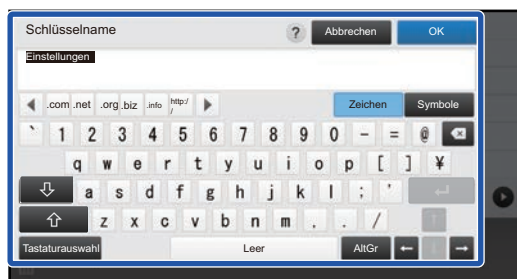 Schlüsselname ? Abbrechen OK
Einstellungen
.com .net .org .biz .info http:/
/
Zeichen Symbole
` 1 2 3 4 5 6 7 8 9 0 - = @
q w e r t y u i o p [ ] ¥
a s d f g h j k l ; '
z x c v b n m , . /
Tastaturauswahl Leer AltGr